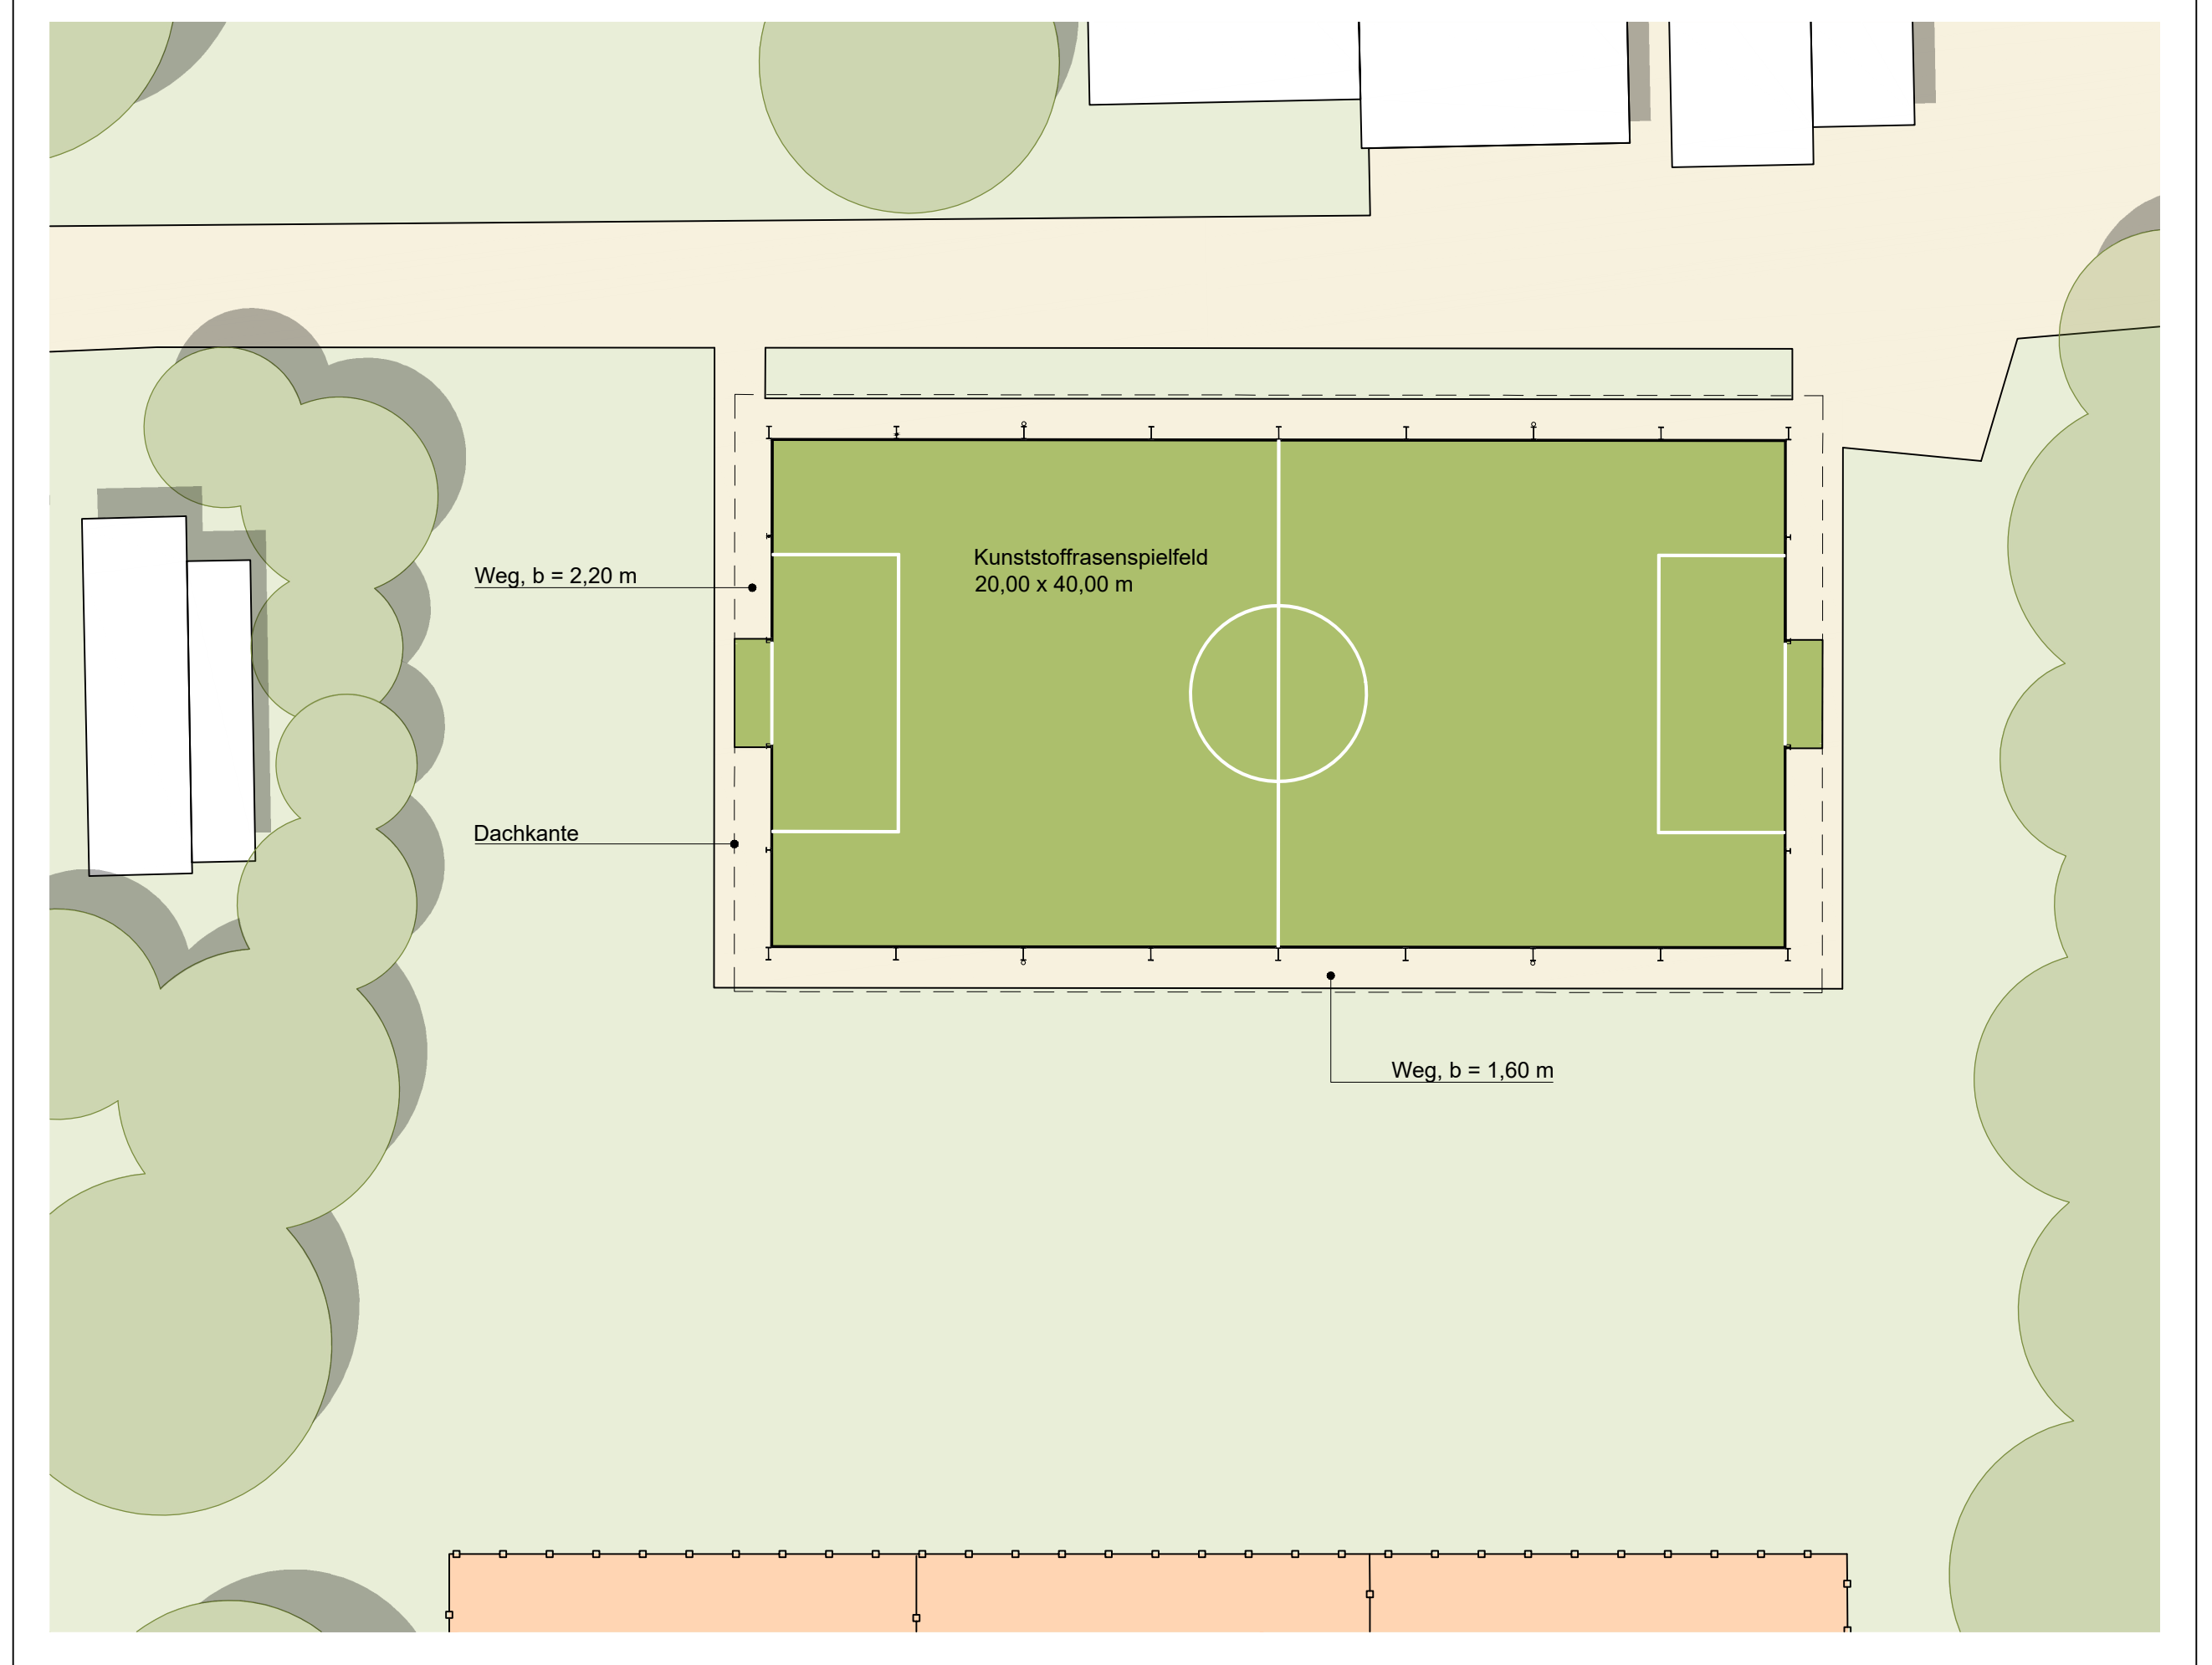 Kunststoffrasenspielfeld
20,00 x 40,00 m
Weg, b = 2,20 m
Dachkante
Weg, b = 1,60 m